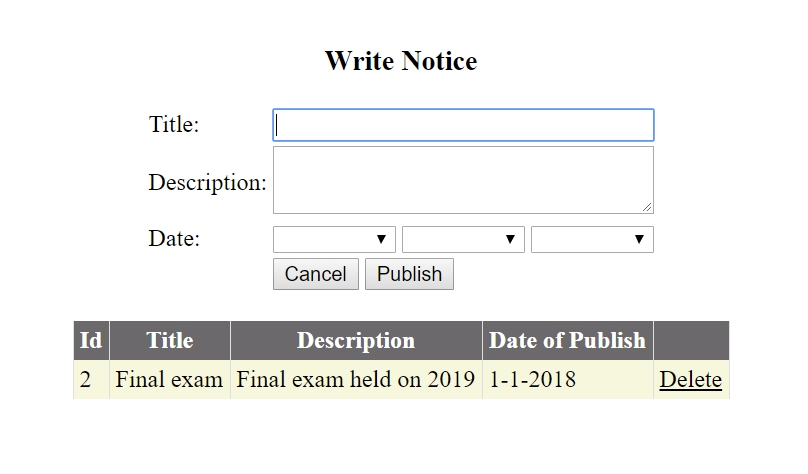 Write Notice
Title:
Description:
Date:
Cancel Publish
Id Title Description Date of Publish
2 Final exam Final exam held on 2019 1-1-2018 Delete